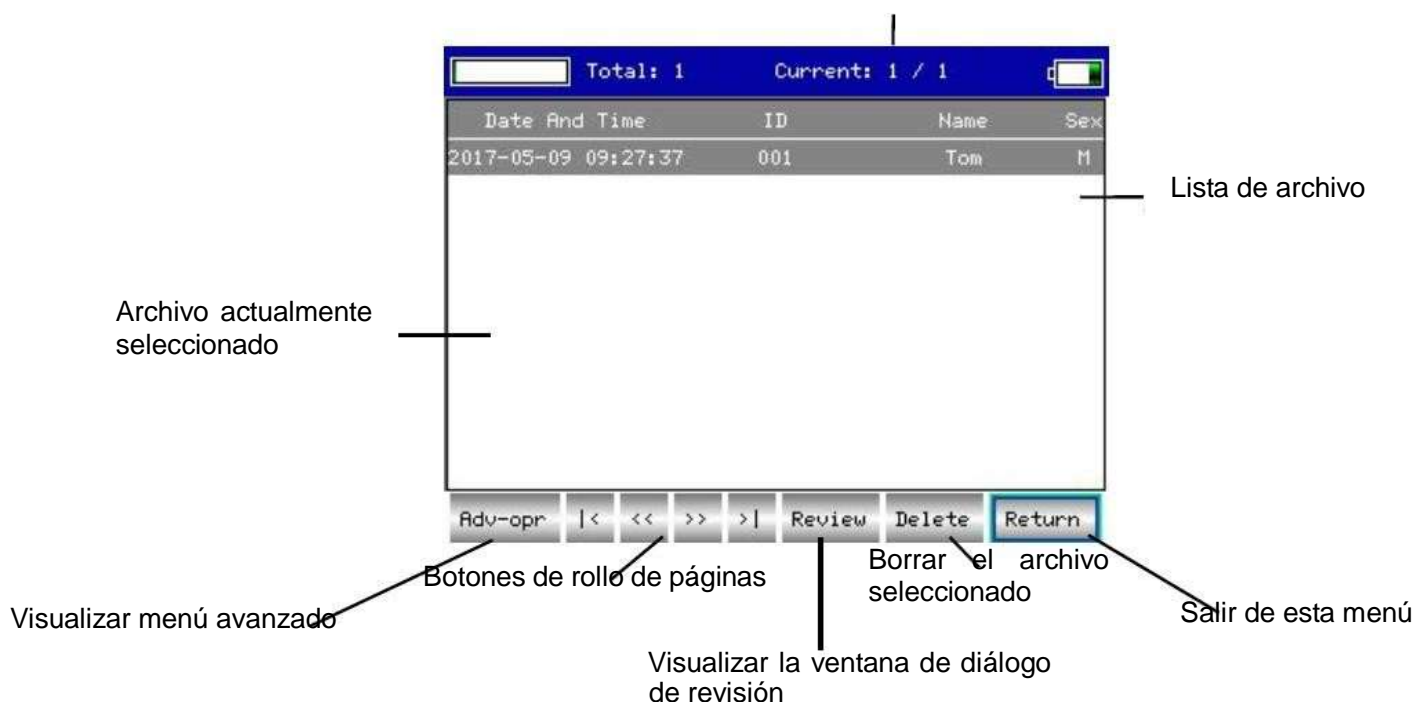 Total: 1 Current: 1 / 1
Date And Time ID Name Sex
2017-05-09 09:27:37 001 Tom M
Lista de archivo
Archivo actualmente
seleccionado
Adv-opr |< << >> >| Review Delete Return
Botones de rollo de páginas
Borrar el archivo
seleccionado
Visualizar menú avanzado
Salir de esta menú
Visualizar la ventana de diálogo
de revisión